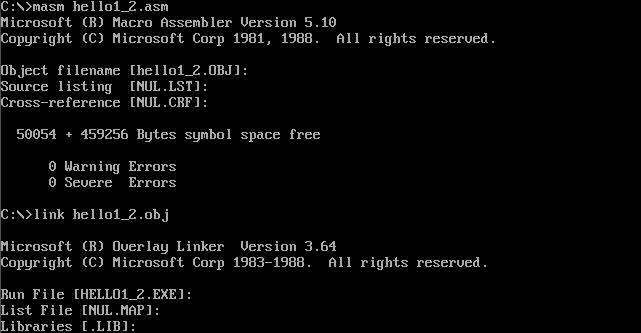 C:\>masm hello1_2.asm
Microsoft (R) Macro Assembler Version 5.10
Copyright (C) Microsoft Corp 1981, 1988.  All rights reserved.
Object filename [hello1_2.OBJ]:
Source listing  [NUL.LST]:
Cross-reference [NUL.CRF]:
50054 + 459256 Bytes symbol space free
0 Warning Errors
0 Severe  Errors
C:\>link hello1_2.obj
Microsoft (R) Overlay Linker  Version 3.64
Copyright (C) Microsoft Corp 1983-1988.  All rights reserved.
Run File [HELLO1_2.EXE]:
List File [NUL.MAP]:
Libraries [.LIB]: